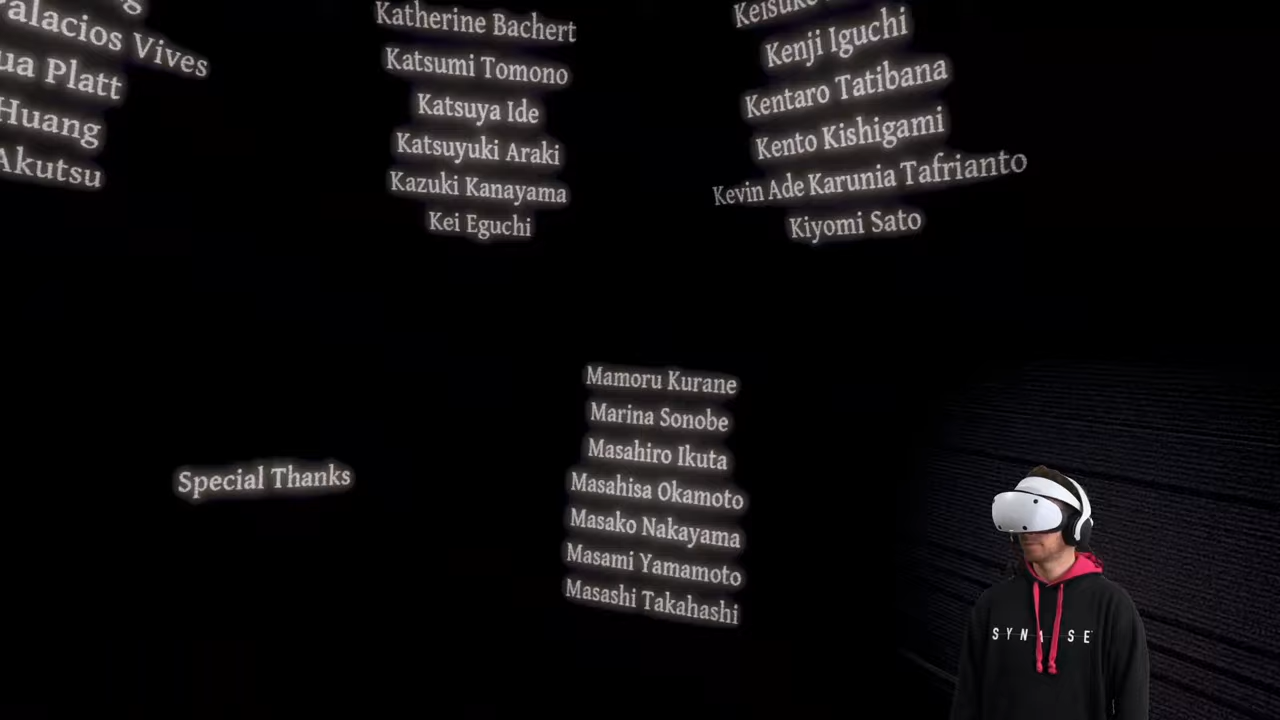 alacios Vives
ua Platt
Huang
Akutsu
Katherine Bachert
Katsumi Tomono
Katsuya Ide
Katsuyuki Araki
Kazuki Kanayama
Kei Eguchi
Keisuke
Kenji Iguchi
Kentaro Tatibana
Kento Kishigami
Kevin Ade Karunia Tafrianto
Kiyomi Sato
Special Thanks
Mamoru Kurane
Marina Sonobe
Masahiro Ikuta
Masahisa Okamoto
Masako Nakayama
Masami Yamamoto
Masashi Takahashi